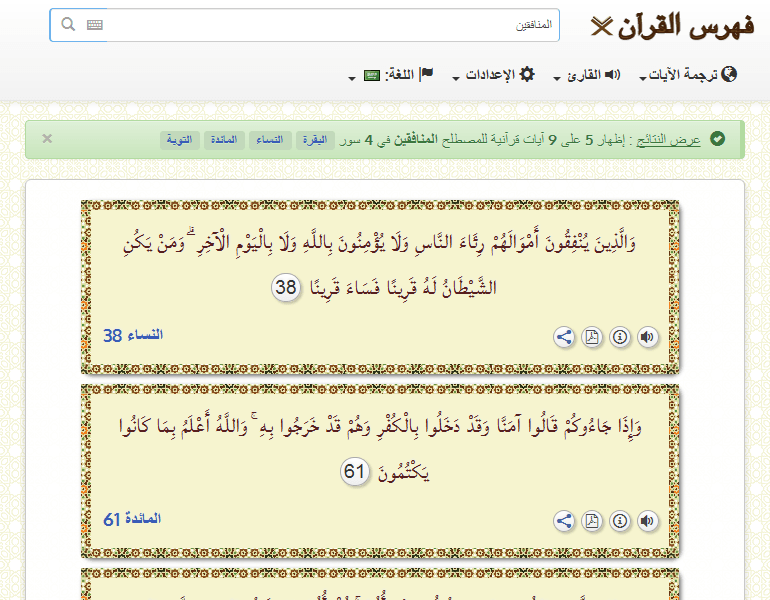 فهرس القرآن
المنافقين
ترجمة الآيات القارئ الإعدادات اللغة:
عرض النتائج : إظهار 5 على 9 آيات قرآنية للمصطلح المنافقين في 4 سور البقرة النساء المائدة التوبة
وَالَّذِينَ يُنْفِقُونَ أَمْوَالَهُمْ رِئَاءَ النَّاسِ وَلَا يُؤْمِنُونَ بِاللَّهِ وَلَا بِالْيَوْمِ الْآخِرِ ۗ وَمَنْ يَكُنِ
الشَّيْطَانُ لَهُ قَرِينًا فَسَاءَ قَرِينًا 38
النساء 38
وَإِذَا جَاءُوكُمْ قَالُوا آمَنَّا وَقَدْ دَخَلُوا بِالْكُفْرِ وَهُمْ قَدْ خَرَجُوا بِهِ ۚ وَاللَّهُ أَعْلَمُ بِمَا كَانُوا
يَكْتُمُونَ 61
المائدة 61